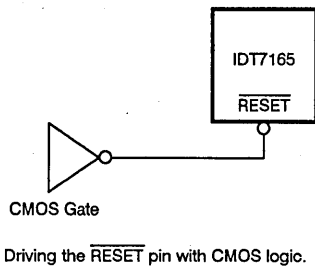 IDT7165
RESET
CMOS Gate
Driving the RESET pin with CMOS logic.